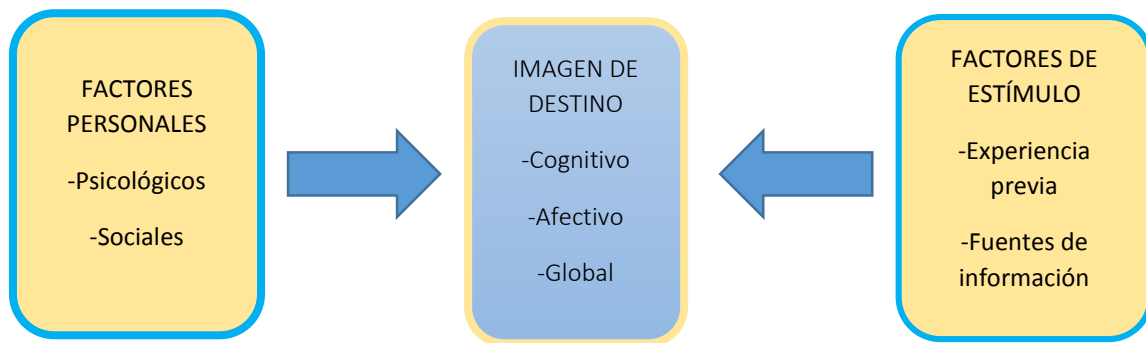 FACTORES
PERSONALES
-Psicológicos
-Sociales
IMAGEN DE
DESTINO
-Cognitivo
-Afectivo
-Global
FACTORES DE
ESTÍMULO
-Experiencia
previa
-Fuentes de
información